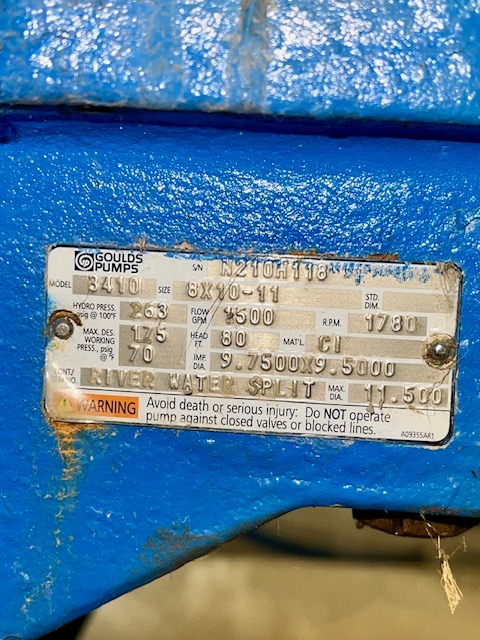 GOULDS PUMPS S/N N210H118
MODEL 3410 SIZE 8X10-11 STD. DIM.
HYDRO PRESS. psig @ 100°F 263 FLOW GPM 1500 R.P.M. 1780
MAX. DES. WORKING PRESS., psig @ °F 175 70 HEAD FT. 80 MAT'L CI
IMP. DIA. 9.7500X9.5000
CONT./ RIVER WATER SPLIT MAX. DIA. 11.500
WARNING Avoid death or serious injury: Do NOT operate
pump against closed valves or blocked lines.
A09355A81